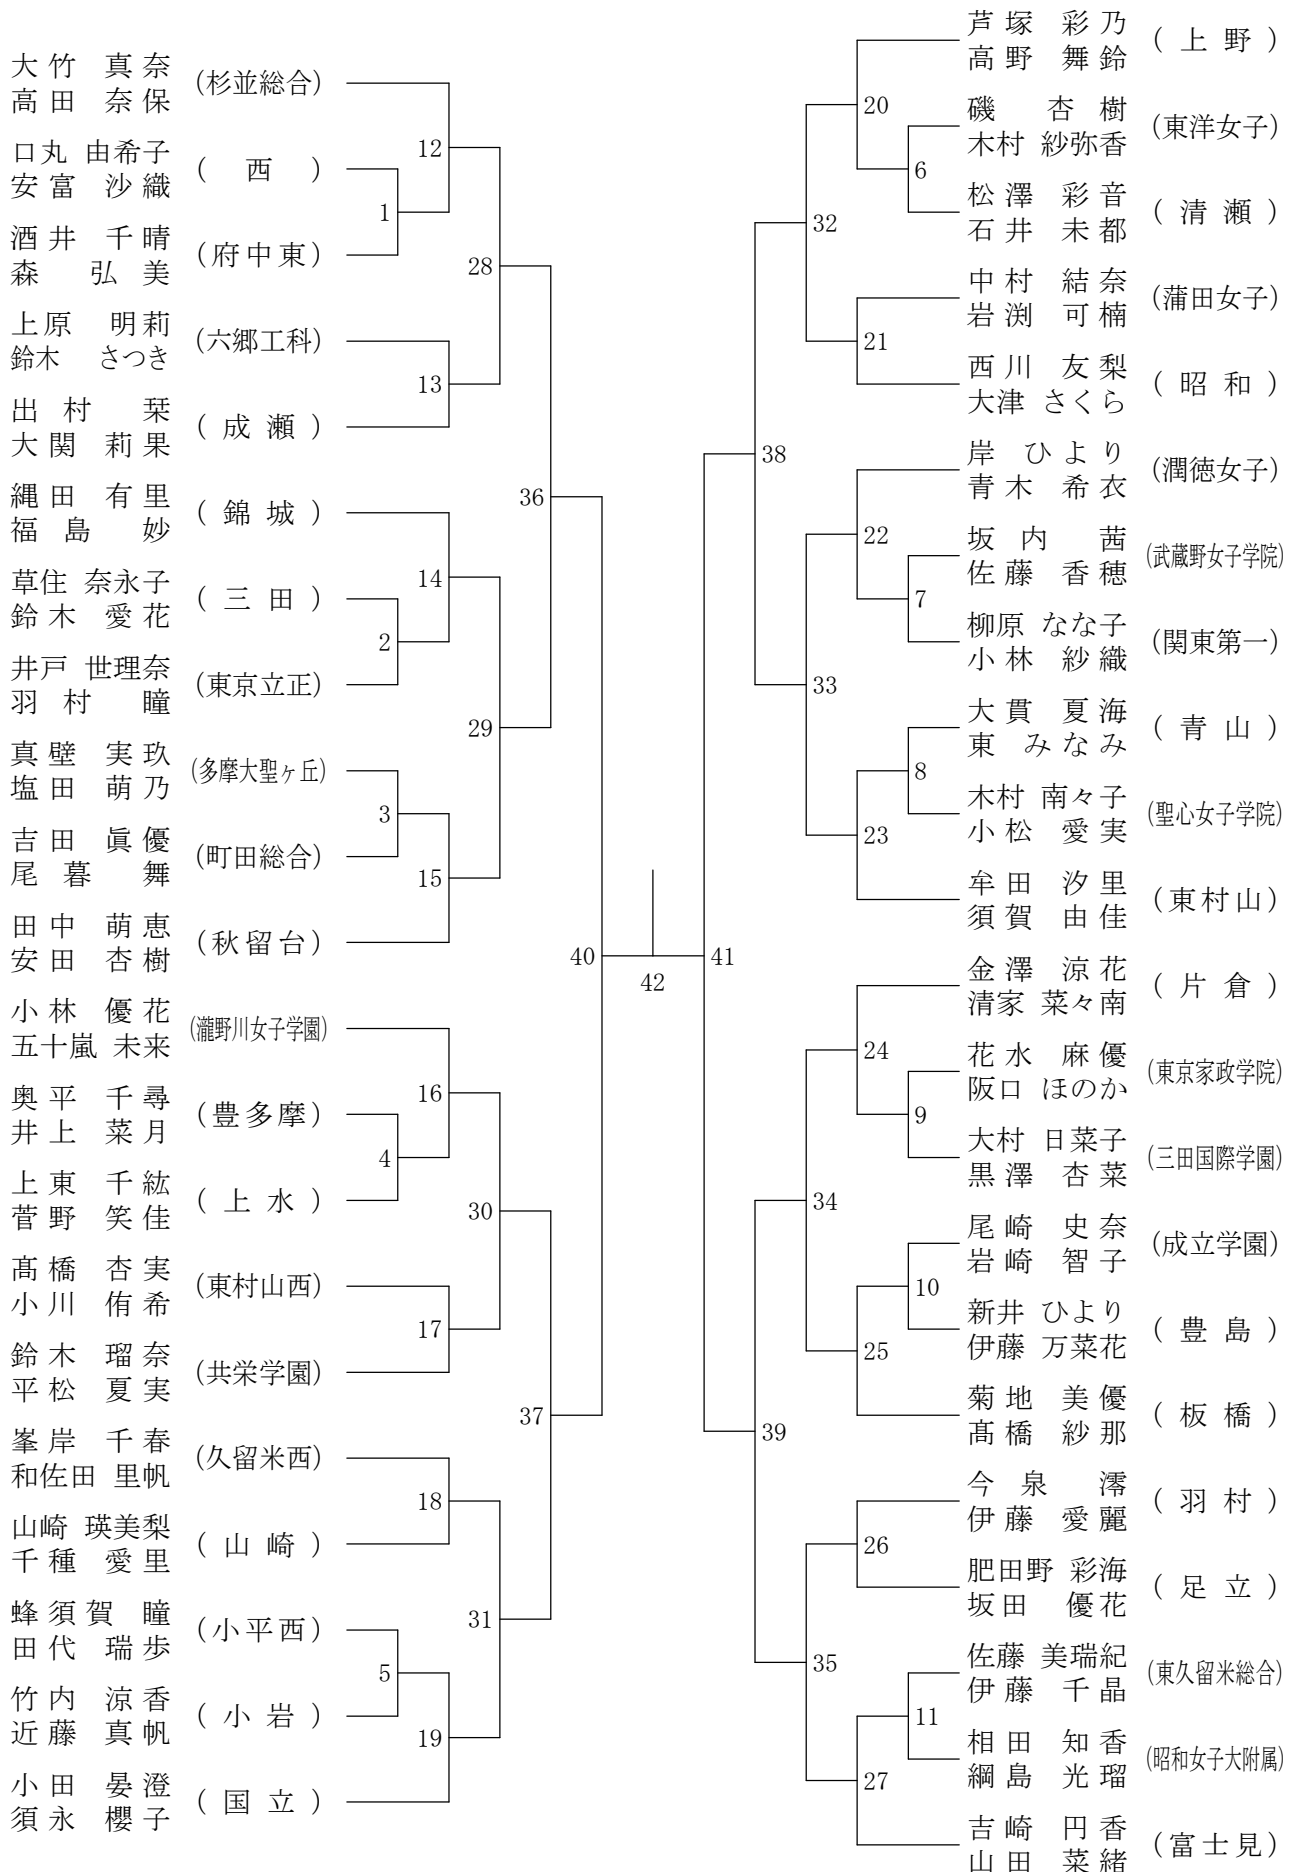 大竹 真奈
高田 奈保
(杉並総合)
口丸 由希子
安富 沙織
(西)
酒井 千晴
森 弘美
(府中東)
上原 明莉
鈴木 さつき
(六郷工科)
出村 栞
大関 莉果
(成瀬)
縄田 有里
福島 妙
(錦城)
草住 奈永子
鈴木 愛花
(三田)
井戸 世理奈
羽村 瞳
(東京立正)
真壁 実玖
塩田 萌乃
(多摩大聖ヶ丘)
吉田 眞優
尾暮 舞
(町田総合)
田中 萌恵
安田 杏樹
(秋留台)
小林 優花
五十嵐 未来
(瀧野川女子学園)
奥平 千尋
井上 菜月
(豊多摩)
上東 千紘
菅野 笑佳
(上水)
髙橋 杏実
小川 侑希
(東村山西)
鈴木 瑠奈
平松 夏実
(共栄学園)
峯岸 千春
和佐田 里帆
(久留米西)
山崎 瑛美梨
千種 愛里
(山崎)
蜂須賀 瞳
田代 瑞歩
(小平西)
竹内 涼香
近藤 真帆
(小岩)
小田 晏澄
須永 櫻子
(国立)
1
2
3
4
5
12
13
14
15
16
17
18
19
28
29
30
31
36
37
40
42
41
38
39
32
33
34
35
20
21
22
23
24
25
26
27
6
7
8
9
10
11
芦塚 彩乃
高野 舞鈴
(上野)
磯 杏樹
木村 紗弥香
(東洋女子)
松澤 彩音
石井 未都
(清瀬)
中村 結奈
岩渕 可楠
(蒲田女子)
西川 友梨
大津 さくら
(昭和)
岸 ひより
青木 希衣
(潤徳女子)
坂内 茜
佐藤 香穂
(武蔵野女子学院)
柳原 なな子
小林 紗織
(関東第一)
大貫 夏海
東 みなみ
(青山)
木村 南々子
小松 愛実
(聖心女子学院)
牟田 汐里
須賀 由佳
(東村山)
金澤 涼花
清家 菜々南
(片倉)
花水 麻優
阪口 ほのか
(東京家政学院)
大村 日菜子
黒澤 杏菜
(三田国際学園)
尾崎 史奈
岩崎 智子
(成立学園)
新井 ひより
伊藤 万菜花
(豊島)
菊地 美優
髙橋 紗那
(板橋)
今泉 澪
伊藤 愛麗
(羽村)
肥田野 彩海
坂田 優花
(足立)
佐藤 美瑞紀
伊藤 千晶
(東久留米総合)
相田 知香
綱島 光瑠
(昭和女子大附属)
吉崎 円香
山田 菜緒
(富士見)